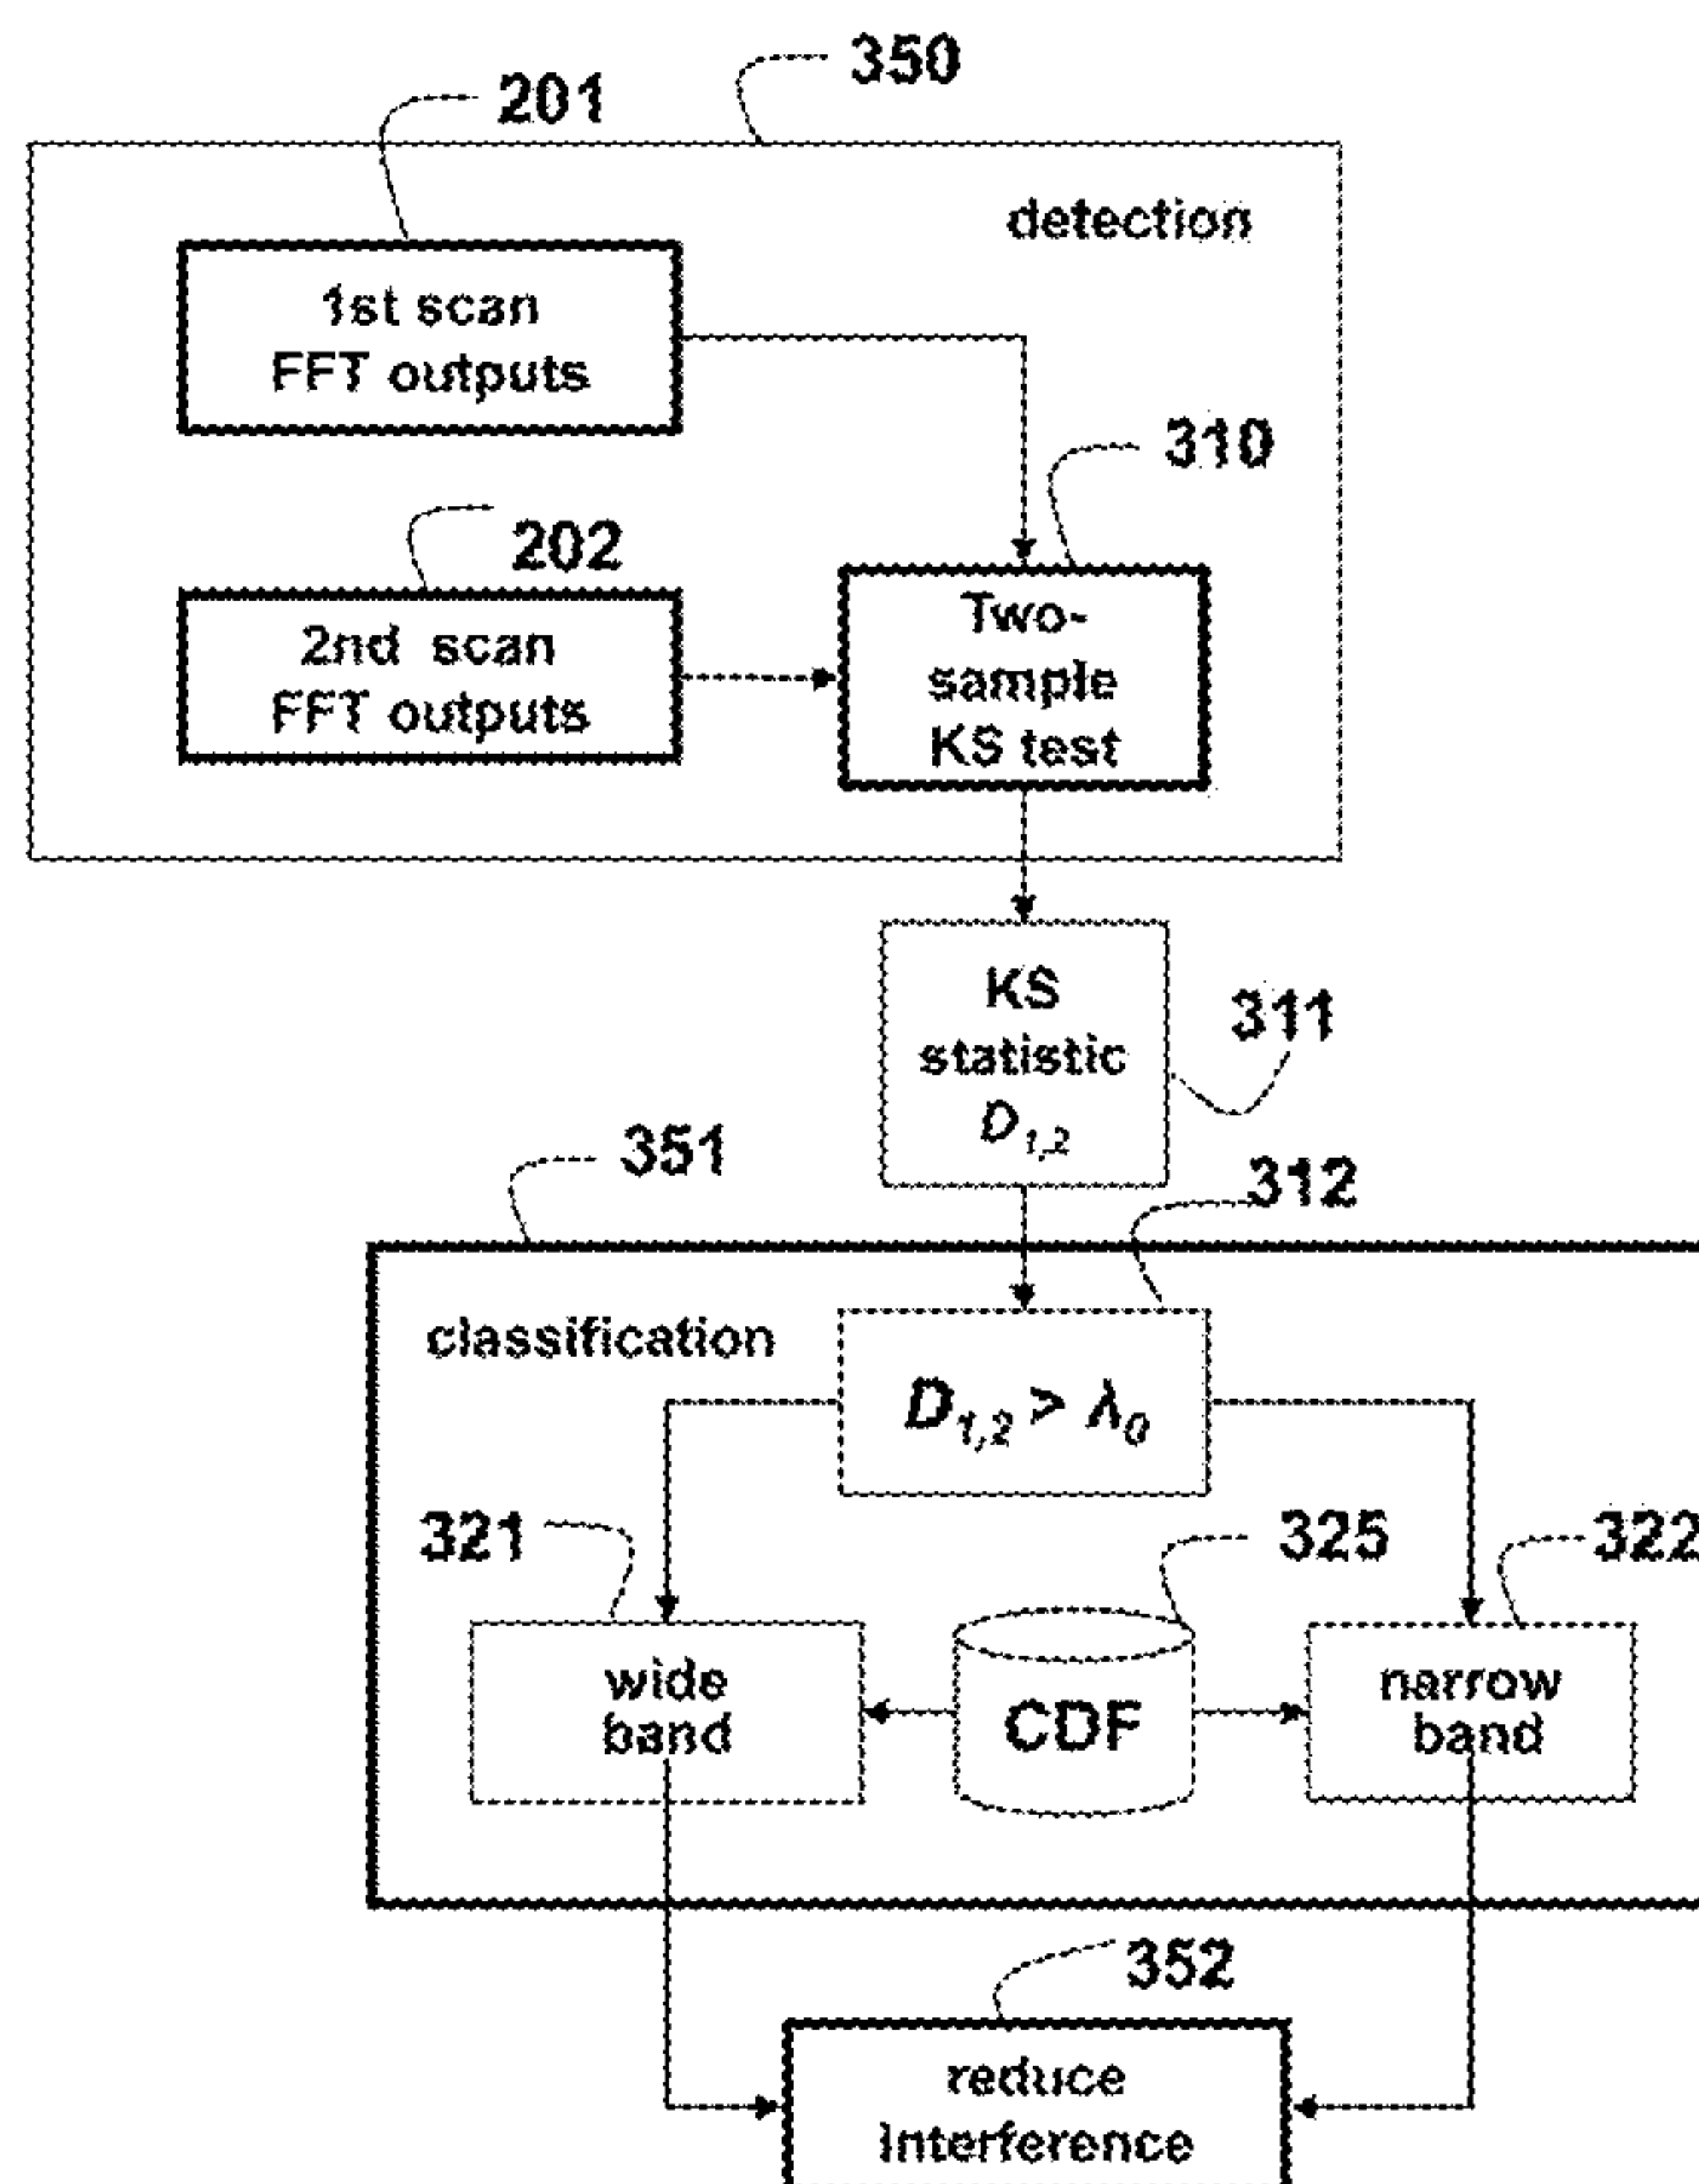 350
201
detection
1st scan
FFT outputs
310
202
2nd scan
FFT outputs
Two-
sample
KS test
KS
statistic
D1,2
311
351
312
classification
D1,2 > λ0
321
325
322
wide
band
CDF
narrow
band
352
reduce
Interference